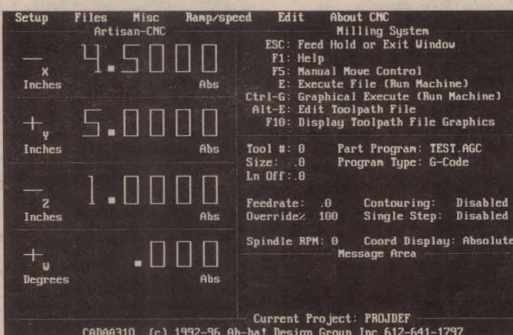 Setup Files Misc Ramp/speed Edit About CNC
Artisan-CNC
Milling System
− X 4.5000
Inches Abs
+ y 5.0000
Inches Abs
− z 1.0000
Inches Abs
+ w .000
Degrees Abs
ESC: Feed Hold or Exit Window
F1: Help
F5: Manual Move Control
E: Execute File (Run Machine)
Ctrl-G: Graphical Execute (Run Machine)
Alt-E: Edit Toolpath File
F10: Display Toolpath File Graphics
Tool #: 0 Part Program: TEST.AGC
Size: .0 Program Type: G-Code
Ln Off: .0
Feedrate: .0 Contouring: Disabled
Override% 100 Single Step: Disabled
Spindle RPM: 0 Coord Display: Absolute
Message Area
Current Project: PROJDEF
CADAA310 (c) 1992-96 Ah-ha! Design Group Inc 612-641-1797